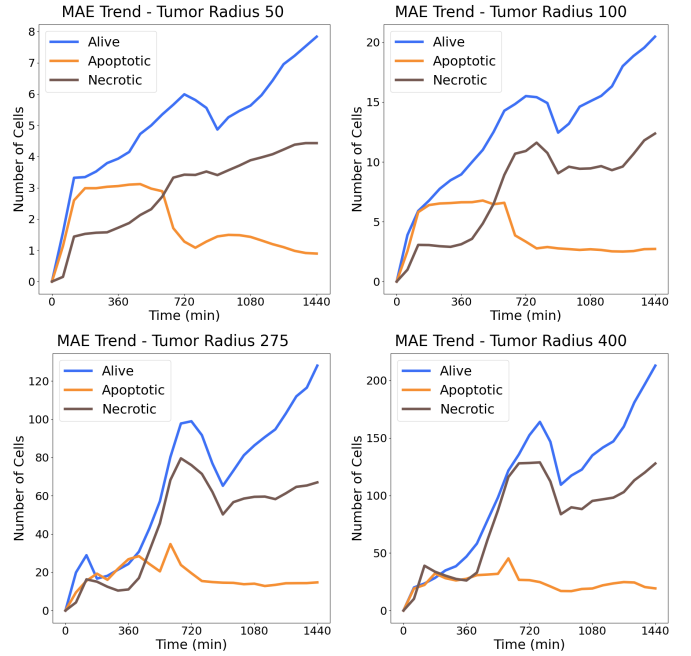 MAE Trend - Tumor Radius 50
Number of Cells
8
7
6
5
4
3
2
1
0
Alive
Apoptotic
Necrotic
0 360 720 1080 1440
Time (min)
MAE Trend - Tumor Radius 100
Number of Cells
20
15
10
5
0
Alive
Apoptotic
Necrotic
0 360 720 1080 1440
Time (min)
MAE Trend - Tumor Radius 275
Number of Cells
120
100
80
60
40
20
0
Alive
Apoptotic
Necrotic
0 360 720 1080 1440
Time (min)
MAE Trend - Tumor Radius 400
Number of Cells
200
150
100
50
0
Alive
Apoptotic
Necrotic
0 360 720 1080 1440
Time (min)